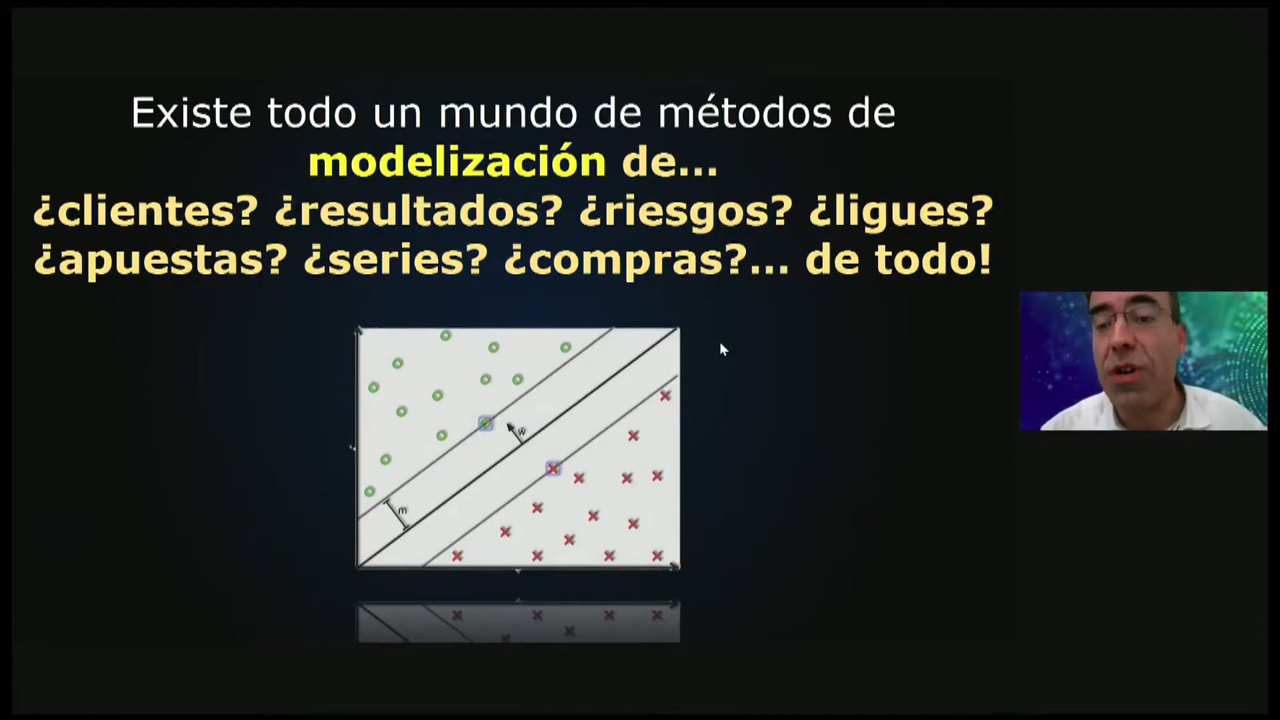 Existe todo un mundo de métodos de
modelización de...
¿clientes? ¿resultados? ¿riesgos? ¿ligues?
¿apuestas? ¿series? ¿compras?... de todo!
w
m